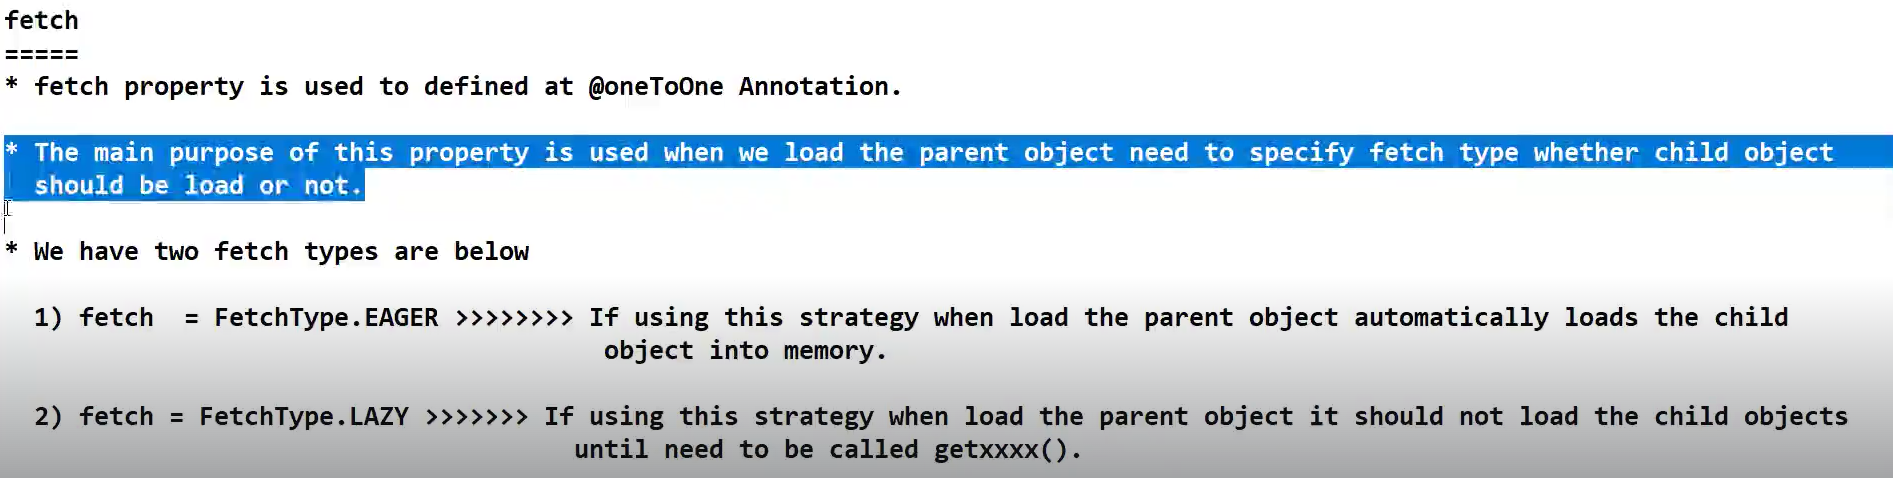 fetch
=====
* fetch property is used to defined at @oneToOne Annotation.
* The main purpose of this property is used when we load the parent object need to specify fetch type whether child object
should be load or not.
* We have two fetch types are below
1) fetch  = FetchType.EAGER >>>>>>>> If using this strategy when load the parent object automatically loads the child
object into memory.
2) fetch = FetchType.LAZY >>>>>>> If using this strategy when load the parent object it should not load the child objects
until need to be called getxxxx().